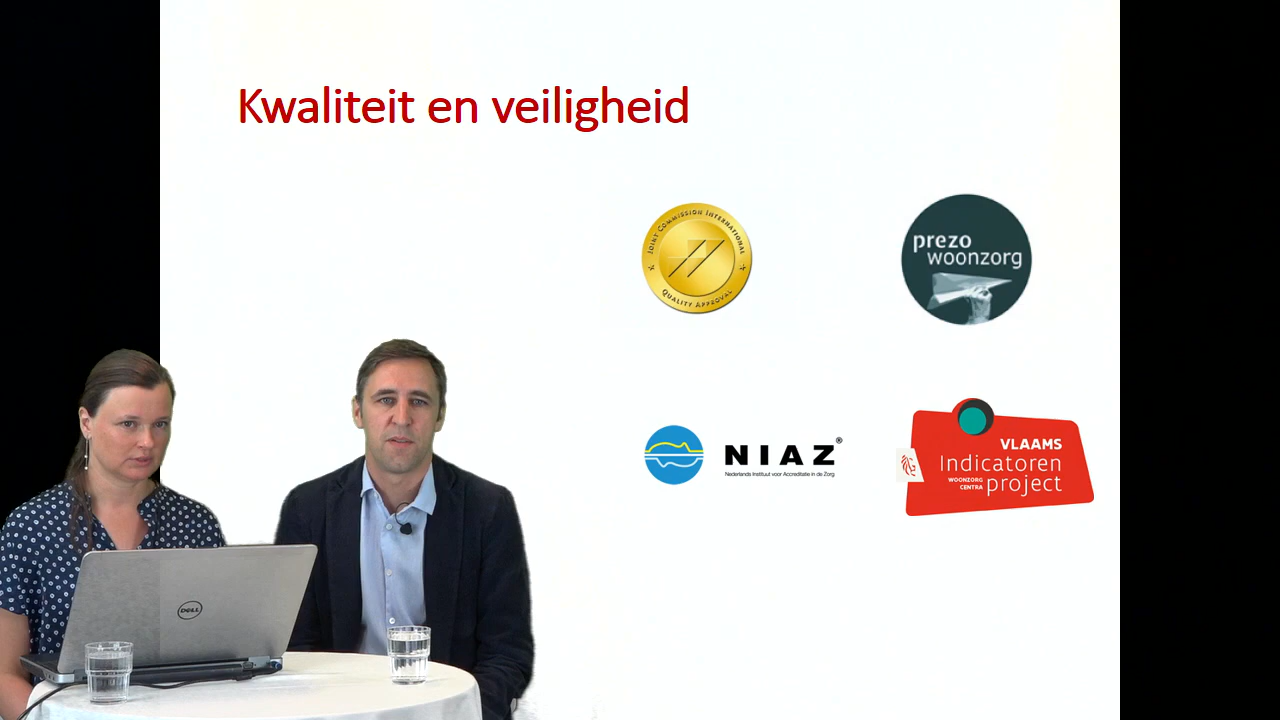 Kwaliteit en veiligheid
JOINT COMMISSION INTERNATIONAL
QUALITY APPROVAL
prezo
woonzorg
NIAZ®
Nederlands Instituut voor Accreditatie in de Zorg
VLAAMS
Indicatoren
WOONZORG
CENTRA
project
DELL